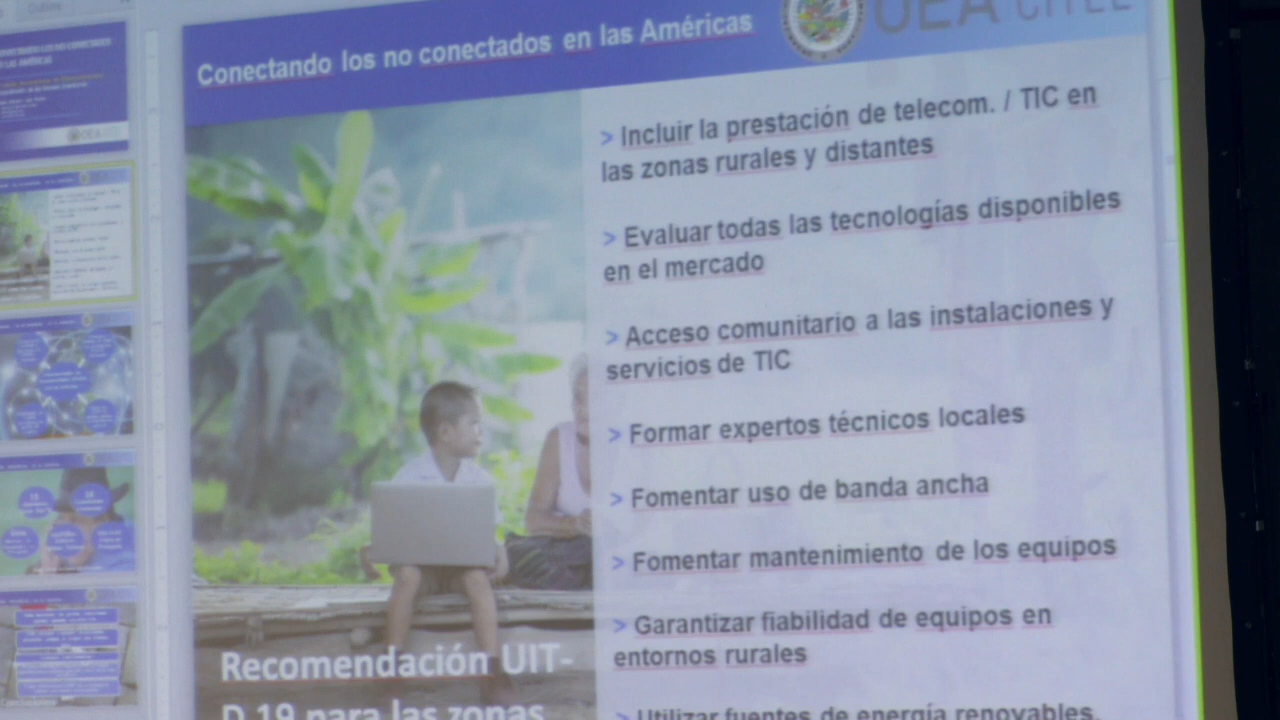 Conectando los no conectados en las Américas
OEA CITEL
> Incluir la prestación de telecom. / TIC en
las zonas rurales y distantes
> Evaluar todas las tecnologías disponibles
en el mercado
> Acceso comunitario a las instalaciones y
servicios de TIC
> Formar expertos técnicos locales
> Fomentar uso de banda ancha
> Fomentar mantenimiento de los equipos
> Garantizar fiabilidad de equipos en
entornos rurales
> Utilizar fuentes de energía renovables,
Recomendación UIT-
D 19 para las zonas